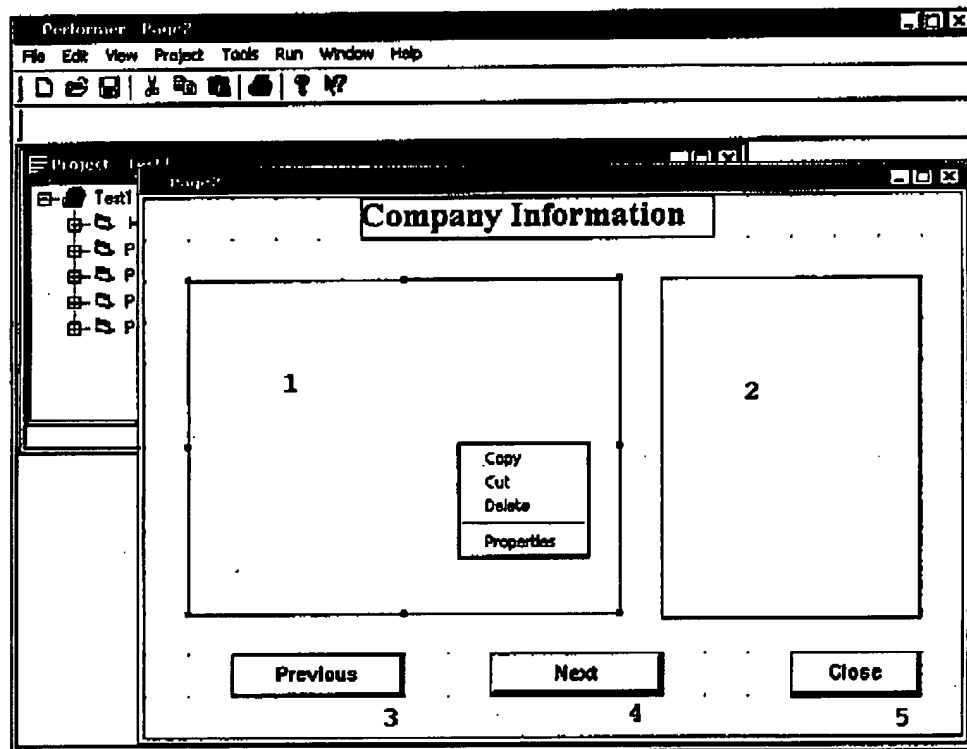 Performer Page2
File Edit View Project Tools Run Window Help
Project Test1
Test1
H
P
P
P
P
Page2
Company Information
1
2
Copy
Cut
Delete
Properties
Previous
Next
Close
3
4
5